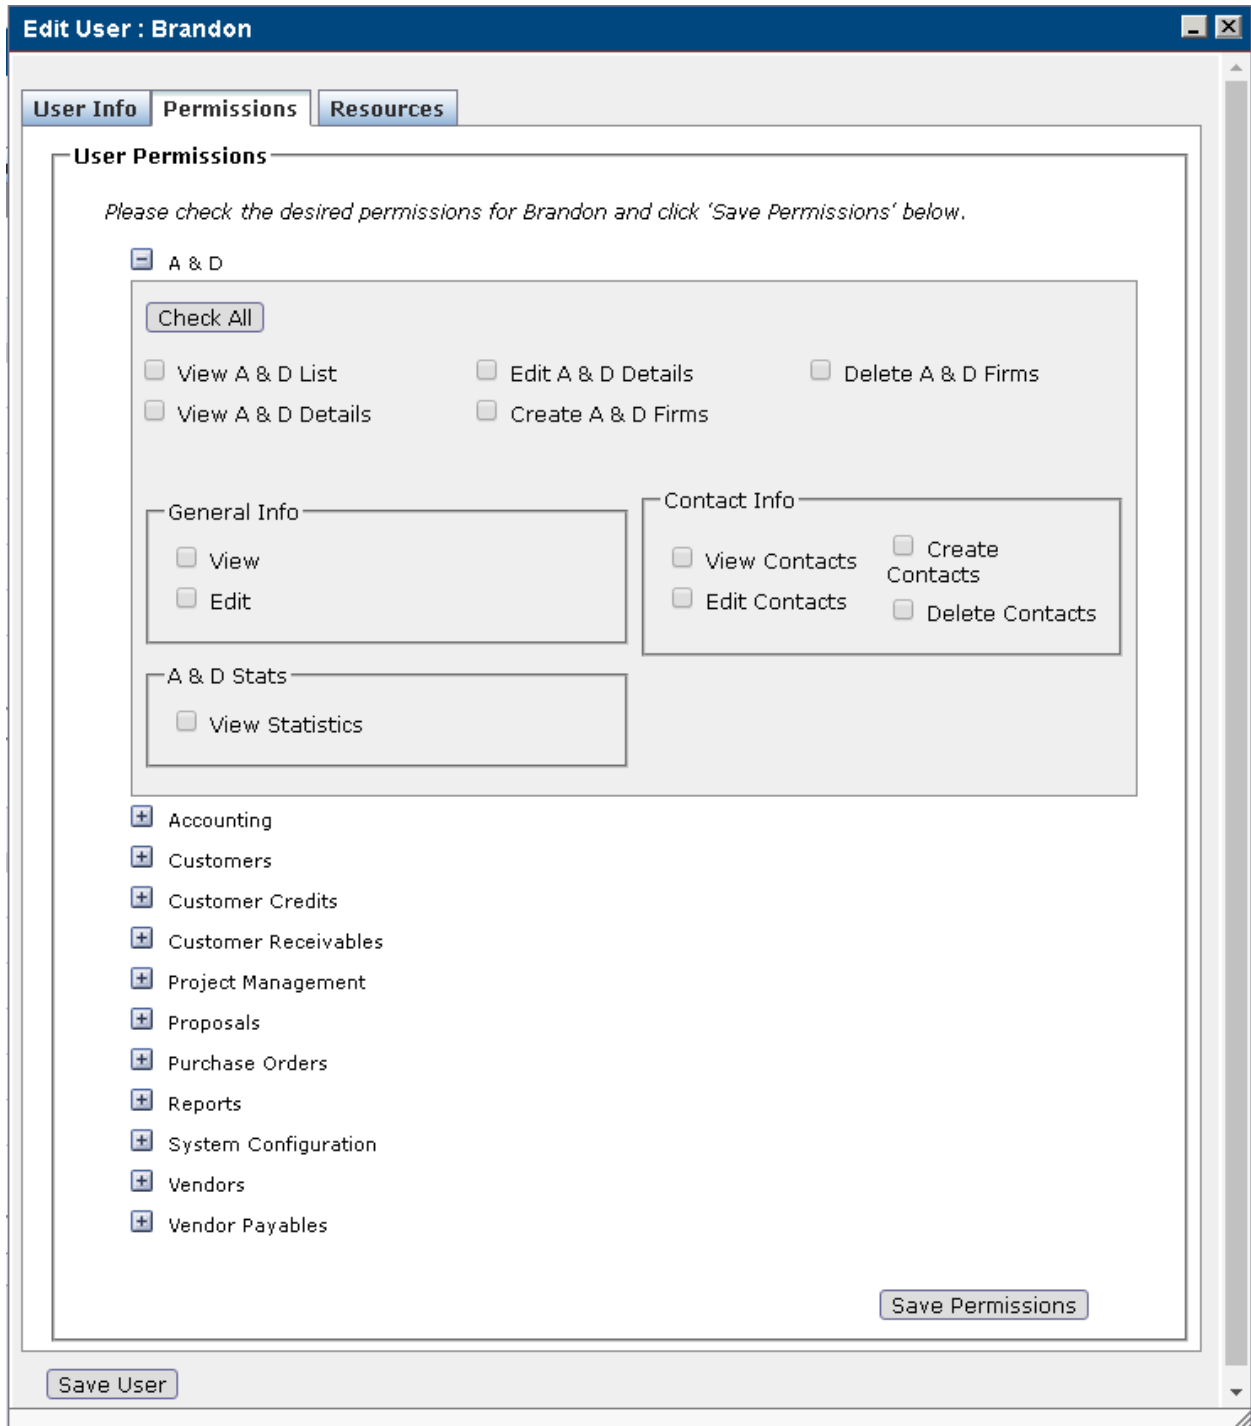 Edit User : Brandon
User Info Permissions Resources
User Permissions
Please check the desired permissions for Brandon and click 'Save Permissions' below.
A & D
Check All
View A & D List Edit A & D Details Delete A & D Firms
View A & D Details Create A & D Firms
General Info
View
Edit
Contact Info
View Contacts Create
Contacts
Edit Contacts Delete Contacts
A & D Stats
View Statistics
Accounting
Customers
Customer Credits
Customer Receivables
Project Management
Proposals
Purchase Orders
Reports
System Configuration
Vendors
Vendor Payables
Save Permissions
Save User